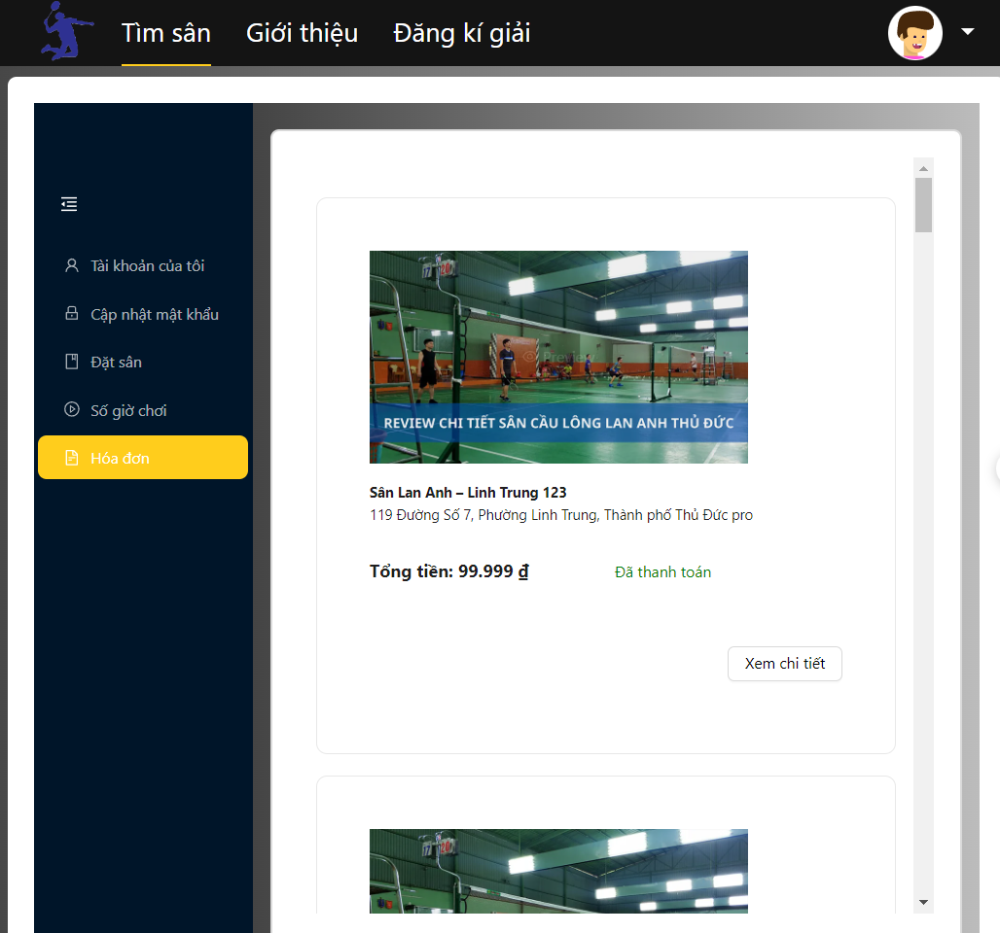 Tìm sân
Giới thiệu
Đăng kí giải
Tài khoản của tôi
Cập nhật mật khẩu
Đặt sân
Số giờ chơi
Hóa đơn
REVIEW CHI TIẾT SÂN CẦU LÔNG LAN ANH THỦ ĐỨC
Sân Lan Anh – Linh Trung 123
119 Đường Số 7, Phường Linh Trung, Thành phố Thủ Đức pro
Tổng tiền: 99.999 ₫
Đã thanh toán
Xem chi tiết